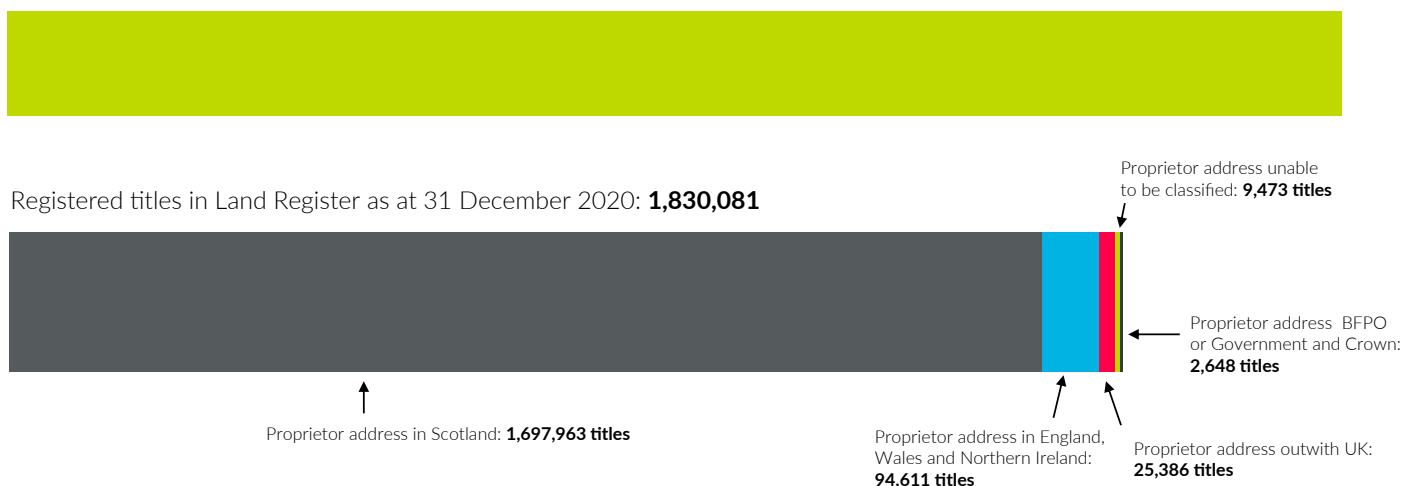 Proprietor address unable
to be classified: 9,473 titles
Registered titles in Land Register as at 31 December 2020: 1,830,081
Proprietor address BFPO
or Government and Crown:
2,648 titles
Proprietor address in Scotland: 1,697,963 titles
Proprietor address in England,
Wales and Northern Ireland:
94,611 titles
Proprietor address outwith UK:
25,386 titles